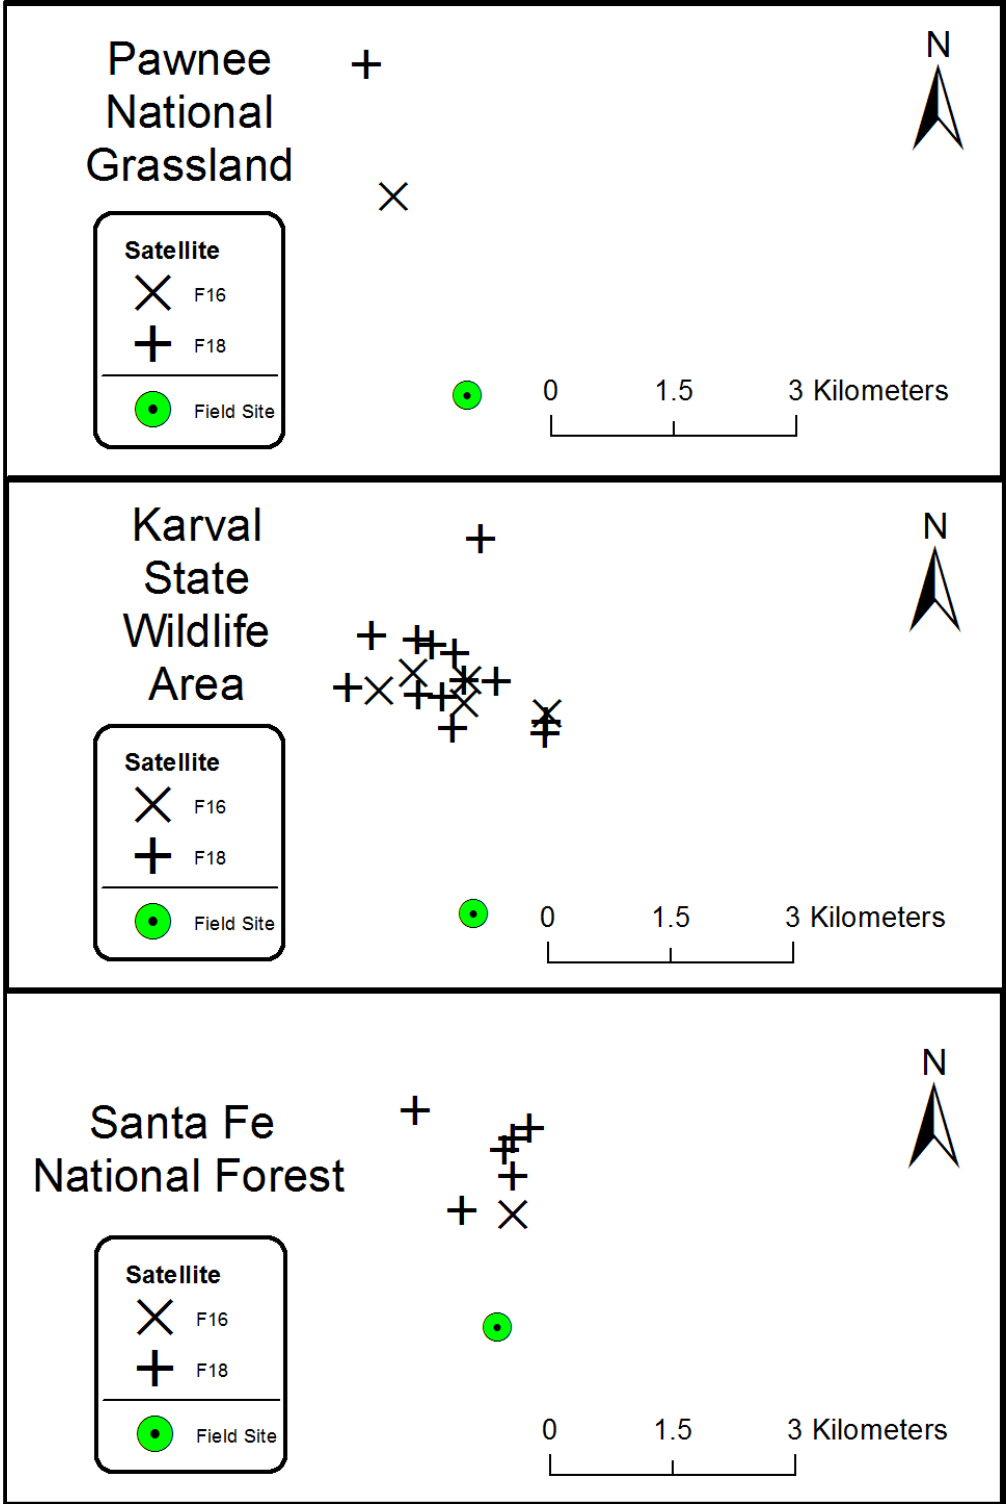 Pawnee
National
Grassland
N
Satellite
F16
F18
Field Site
0 1.5 3 Kilometers
Karval
State
Wildlife
Area
N
Satellite
F16
F18
Field Site
0 1.5 3 Kilometers
Santa Fe
National Forest
N
Satellite
F16
F18
Field Site
0 1.5 3 Kilometers